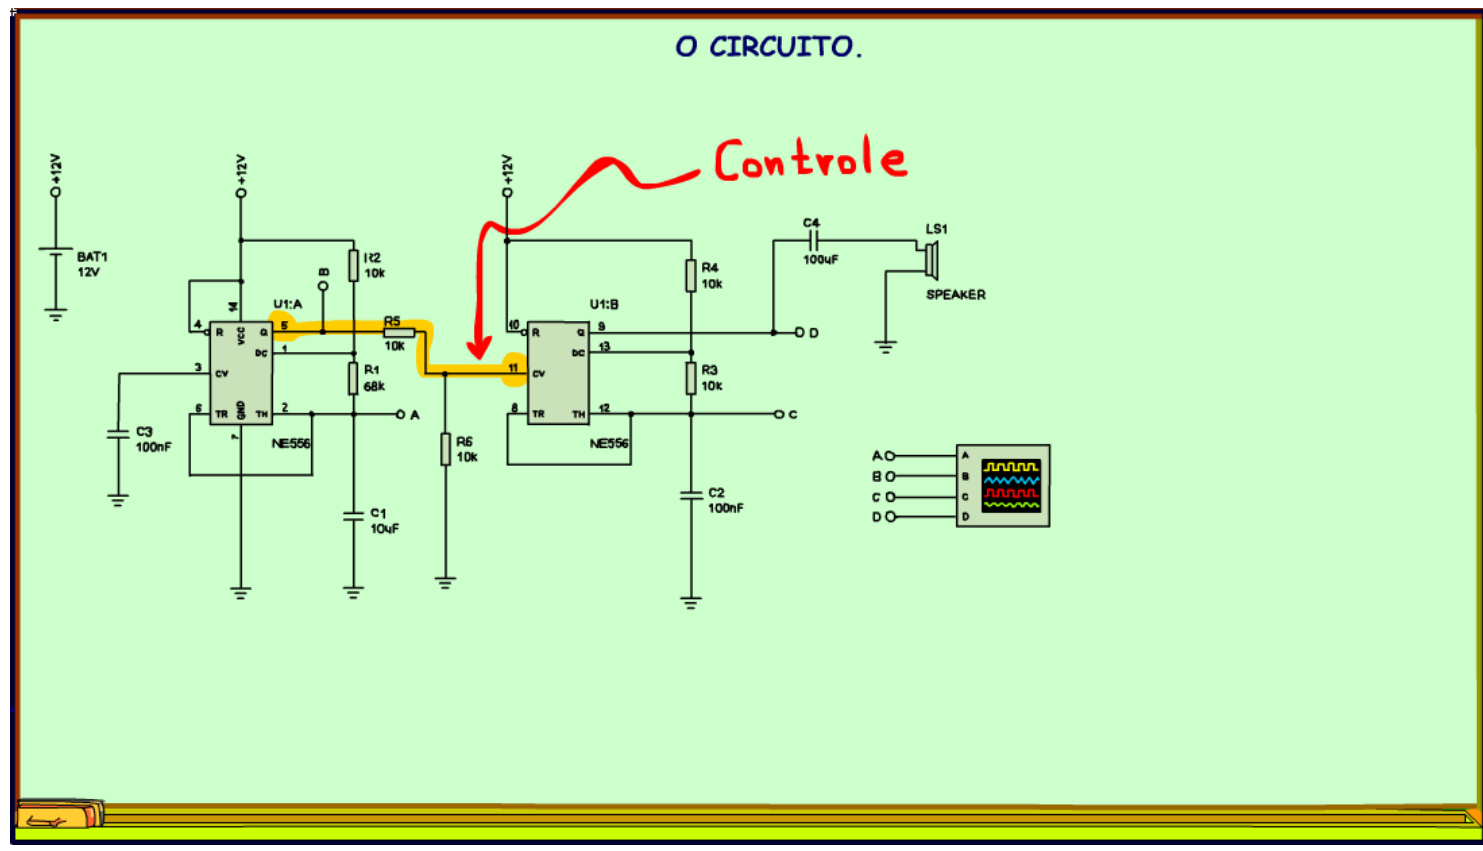 O CIRCUITO.
Controle
+12V
+12V
+12V
BAT1
12V
R2
10k
B
U1:A
14
VCC
4
R
Q
5
R5
10k
DC
1
R1
68k
3
CV
6
TR
GND
TH
2
A
7
NE556
C3
100nF
C1
10uF
R6
10k
U1:B
10
R
Q
9
D
DC
13
11
CV
8
TR
TH
12
C
NE556
R4
10k
R3
10k
C2
100nF
C4
100uF
LS1
SPEAKER
A
A
B
B
C
C
D
D